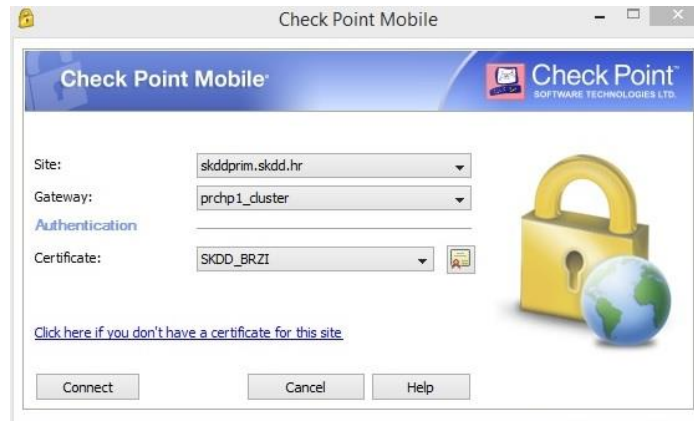 Check Point Mobile
Check Point Mobile
Check Point™
SOFTWARE TECHNOLOGIES LTD.
Site:
skddprim.skdd.hr
Gateway:
prchp1_cluster
Authentication
Certificate:
SKDD_BRZI
Click here if you don't have a certificate for this site
Connect
Cancel
Help